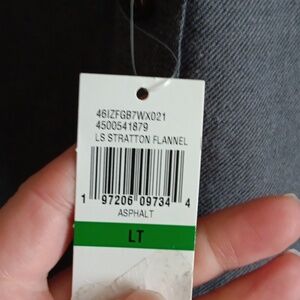 46IZFGB7WX021
4500541879
LS STRATTON FLANNEL
1 97206 09734 4
ASPHALT
LT